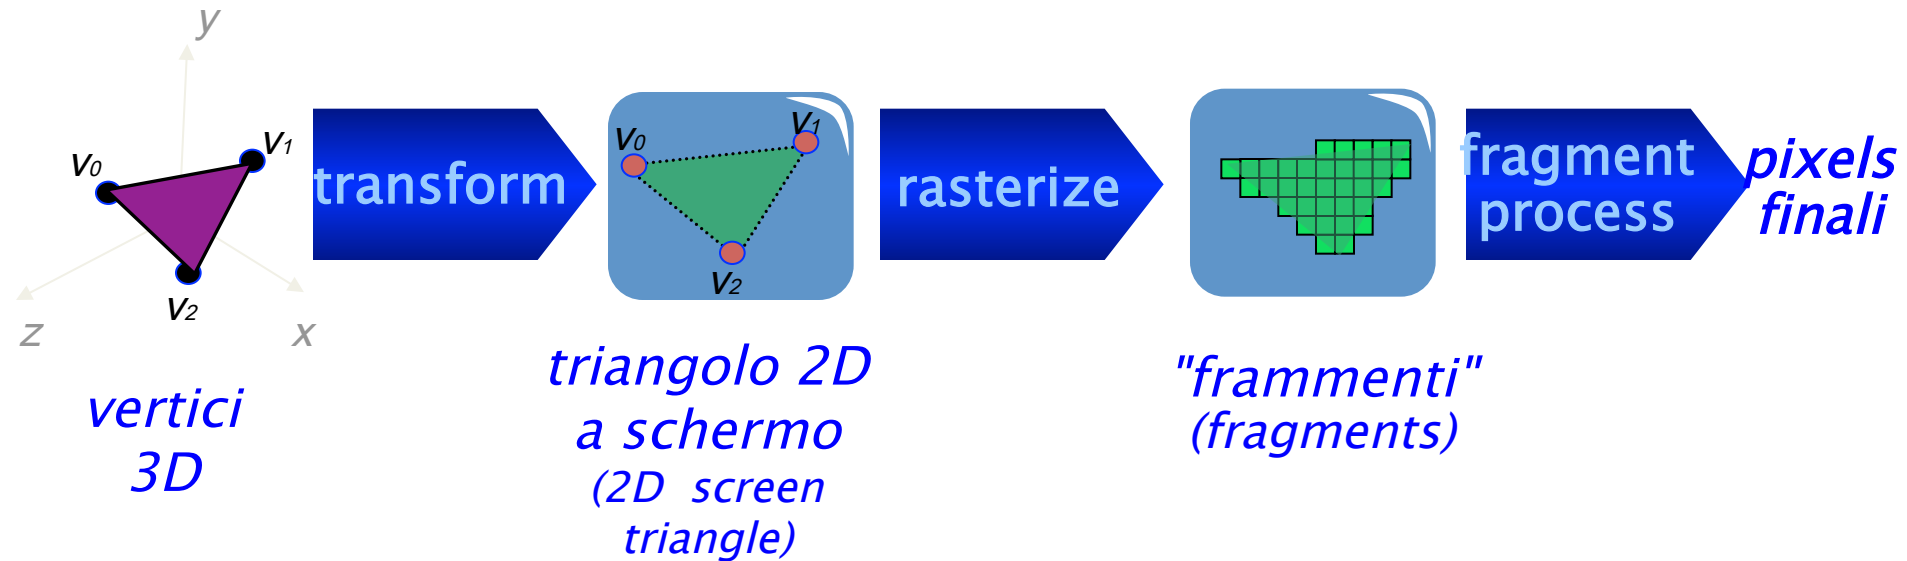 y
v0
v1
v2
z
x
vertici
3D
transform
v0
v1
v2
triangolo 2D
a schermo
(2D screen
triangle)
rasterize
"frammenti"
(fragments)
fragment
process
pixels
finali